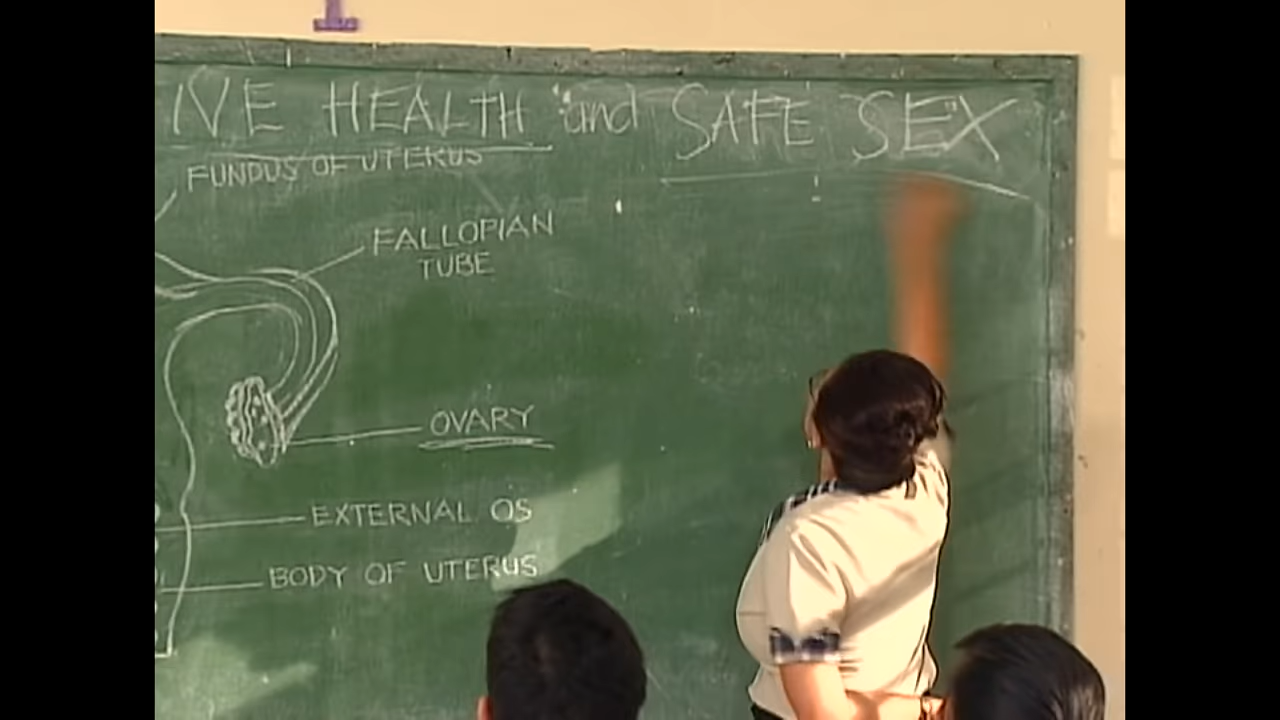 IVE HEALTH and SAFE SEX
FUNDUS OF UTERUS
FALLOPIAN
TUBE
OVARY
EXTERNAL OS
BODY OF UTERUS